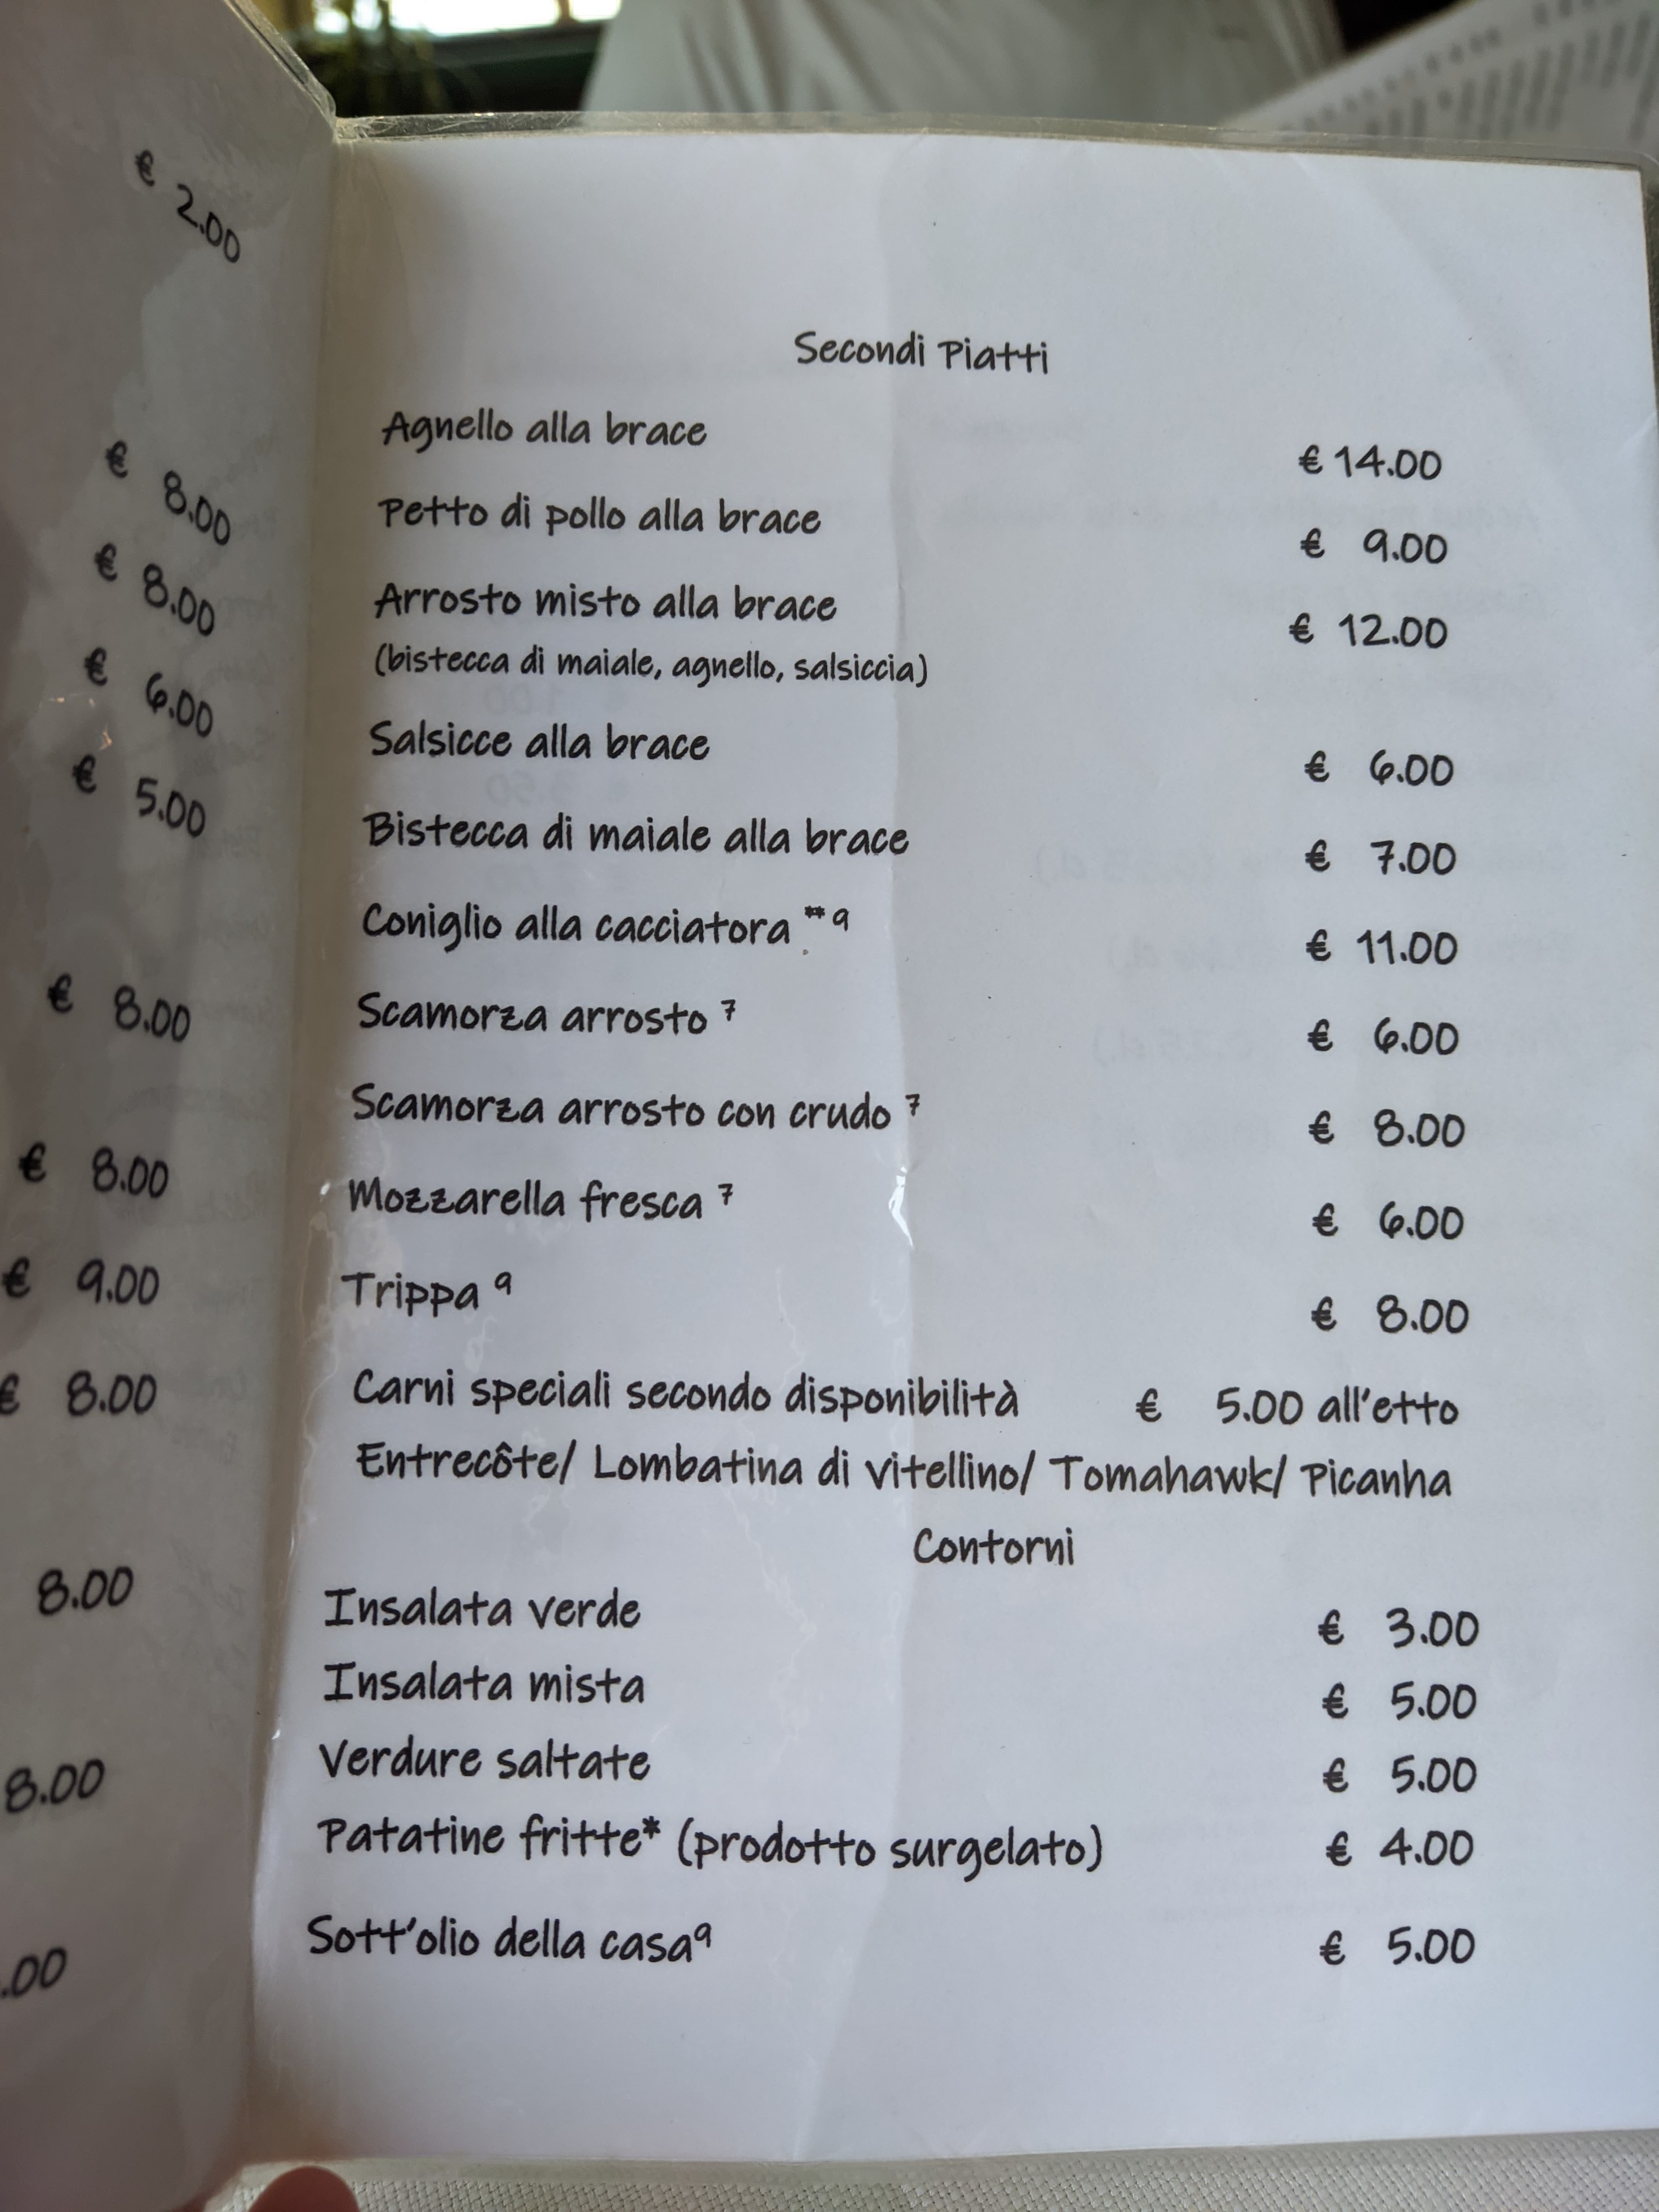 € 2.00
€ 8.00
€ 8.00
€ 6.00
€ 5.00
€ 8.00
€ 8.00
€ 9.00
€ 8.00
8.00
8.00
.00
Secondi Piatti
Agnello alla brace € 14.00
Petto di pollo alla brace € 9.00
Arrosto misto alla brace € 12.00
(bistecca di maiale, agnello, salsiccia)
Salsicce alla brace € 6.00
Bistecca di maiale alla brace € 7.00
Coniglio alla cacciatora ** 9 € 11.00
Scamorza arrosto 7 € 6.00
Scamorza arrosto con crudo 7 € 8.00
Mozzarella fresca 7 € 6.00
Trippa 9 € 8.00
Carni speciali secondo disponibilità € 5.00 all'etto
Entrecôte/ Lombatina di vitellino/ Tomahawk/ Picanha
Contorni
Insalata verde € 3.00
Insalata mista € 5.00
Verdure saltate € 5.00
Patatine fritte* (prodotto surgelato) € 4.00
Sott'olio della casa9 € 5.00